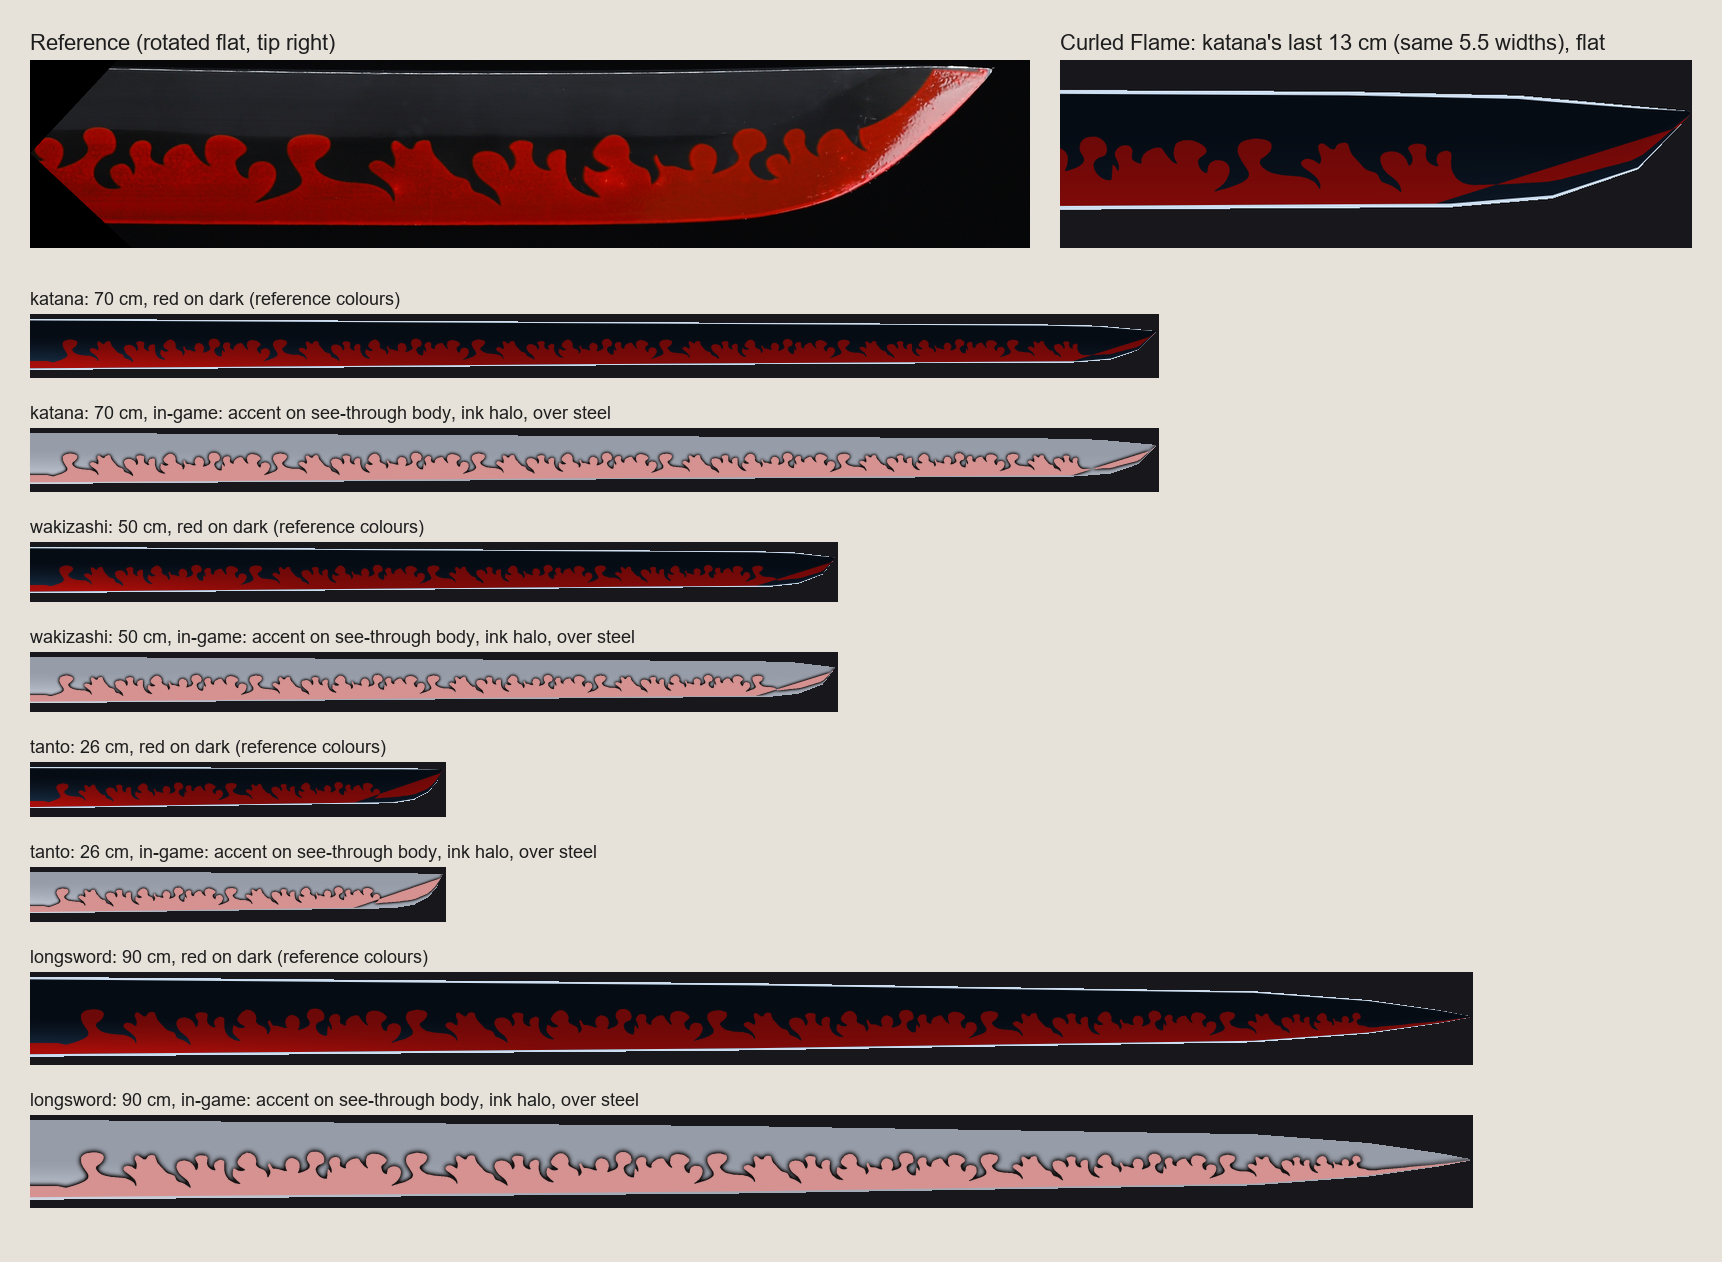 Reference (rotated flat, tip right)
Curled Flame: katana's last 13 cm (same 5.5 widths), flat
katana: 70 cm, red on dark (reference colours)
katana: 70 cm, in-game: accent on see-through body, ink halo, over steel
wakizashi: 50 cm, red on dark (reference colours)
wakizashi: 50 cm, in-game: accent on see-through body, ink halo, over steel
tanto: 26 cm, red on dark (reference colours)
tanto: 26 cm, in-game: accent on see-through body, ink halo, over steel
longsword: 90 cm, red on dark (reference colours)
longsword: 90 cm, in-game: accent on see-through body, ink halo, over steel